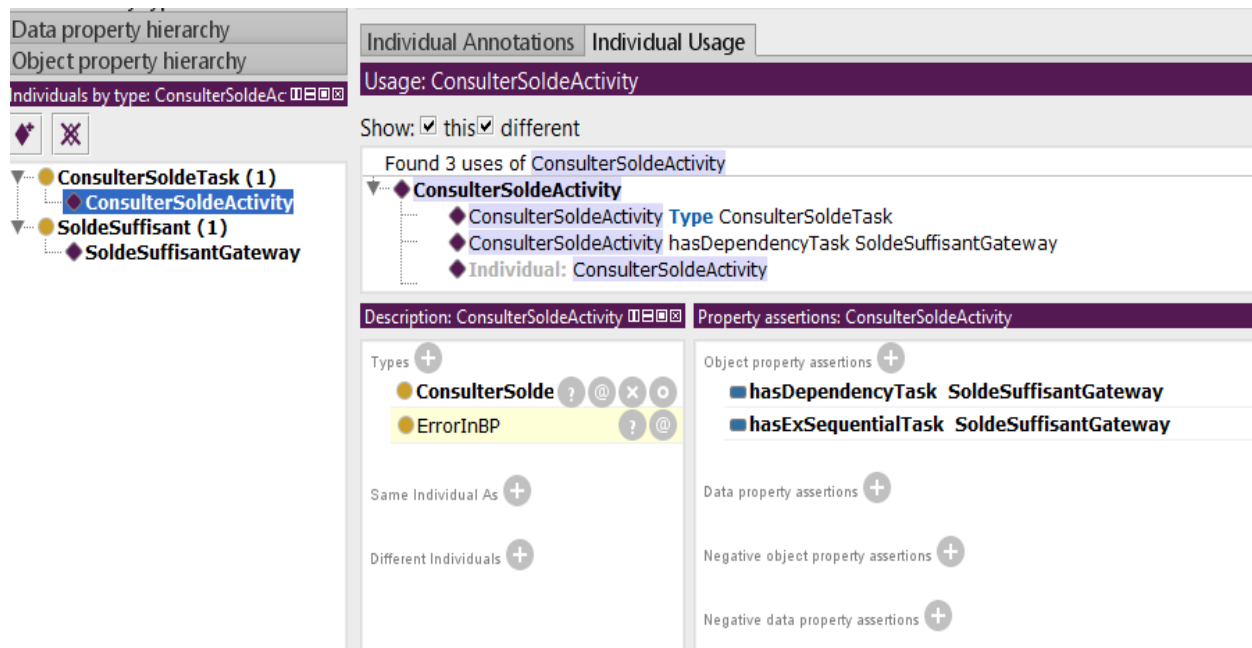 Data property hierarchy
Object property hierarchy
Individuals by type: ConsulterSoldeAc
ConsulterSoldeTask (1)
ConsulterSoldeActivity
SoldeSuffisant (1)
SoldeSuffisantGateway
Individual Annotations Individual Usage
Usage: ConsulterSoldeActivity
Show: this different
Found 3 uses of ConsulterSoldeActivity
ConsulterSoldeActivity
ConsulterSoldeActivity Type ConsulterSoldeTask
ConsulterSoldeActivity hasDependencyTask SoldeSuffisantGateway
Individual: ConsulterSoldeActivity
Description: ConsulterSoldeActivity
Types
ConsulterSolde ? @
ErrorInBP ? @
Same Individual As
Different Individuals
Property assertions: ConsulterSoldeActivity
Object property assertions
hasDependencyTask SoldeSuffisantGateway
hasExSequentialTask SoldeSuffisantGateway
Data property assertions
Negative object property assertions
Negative data property assertions